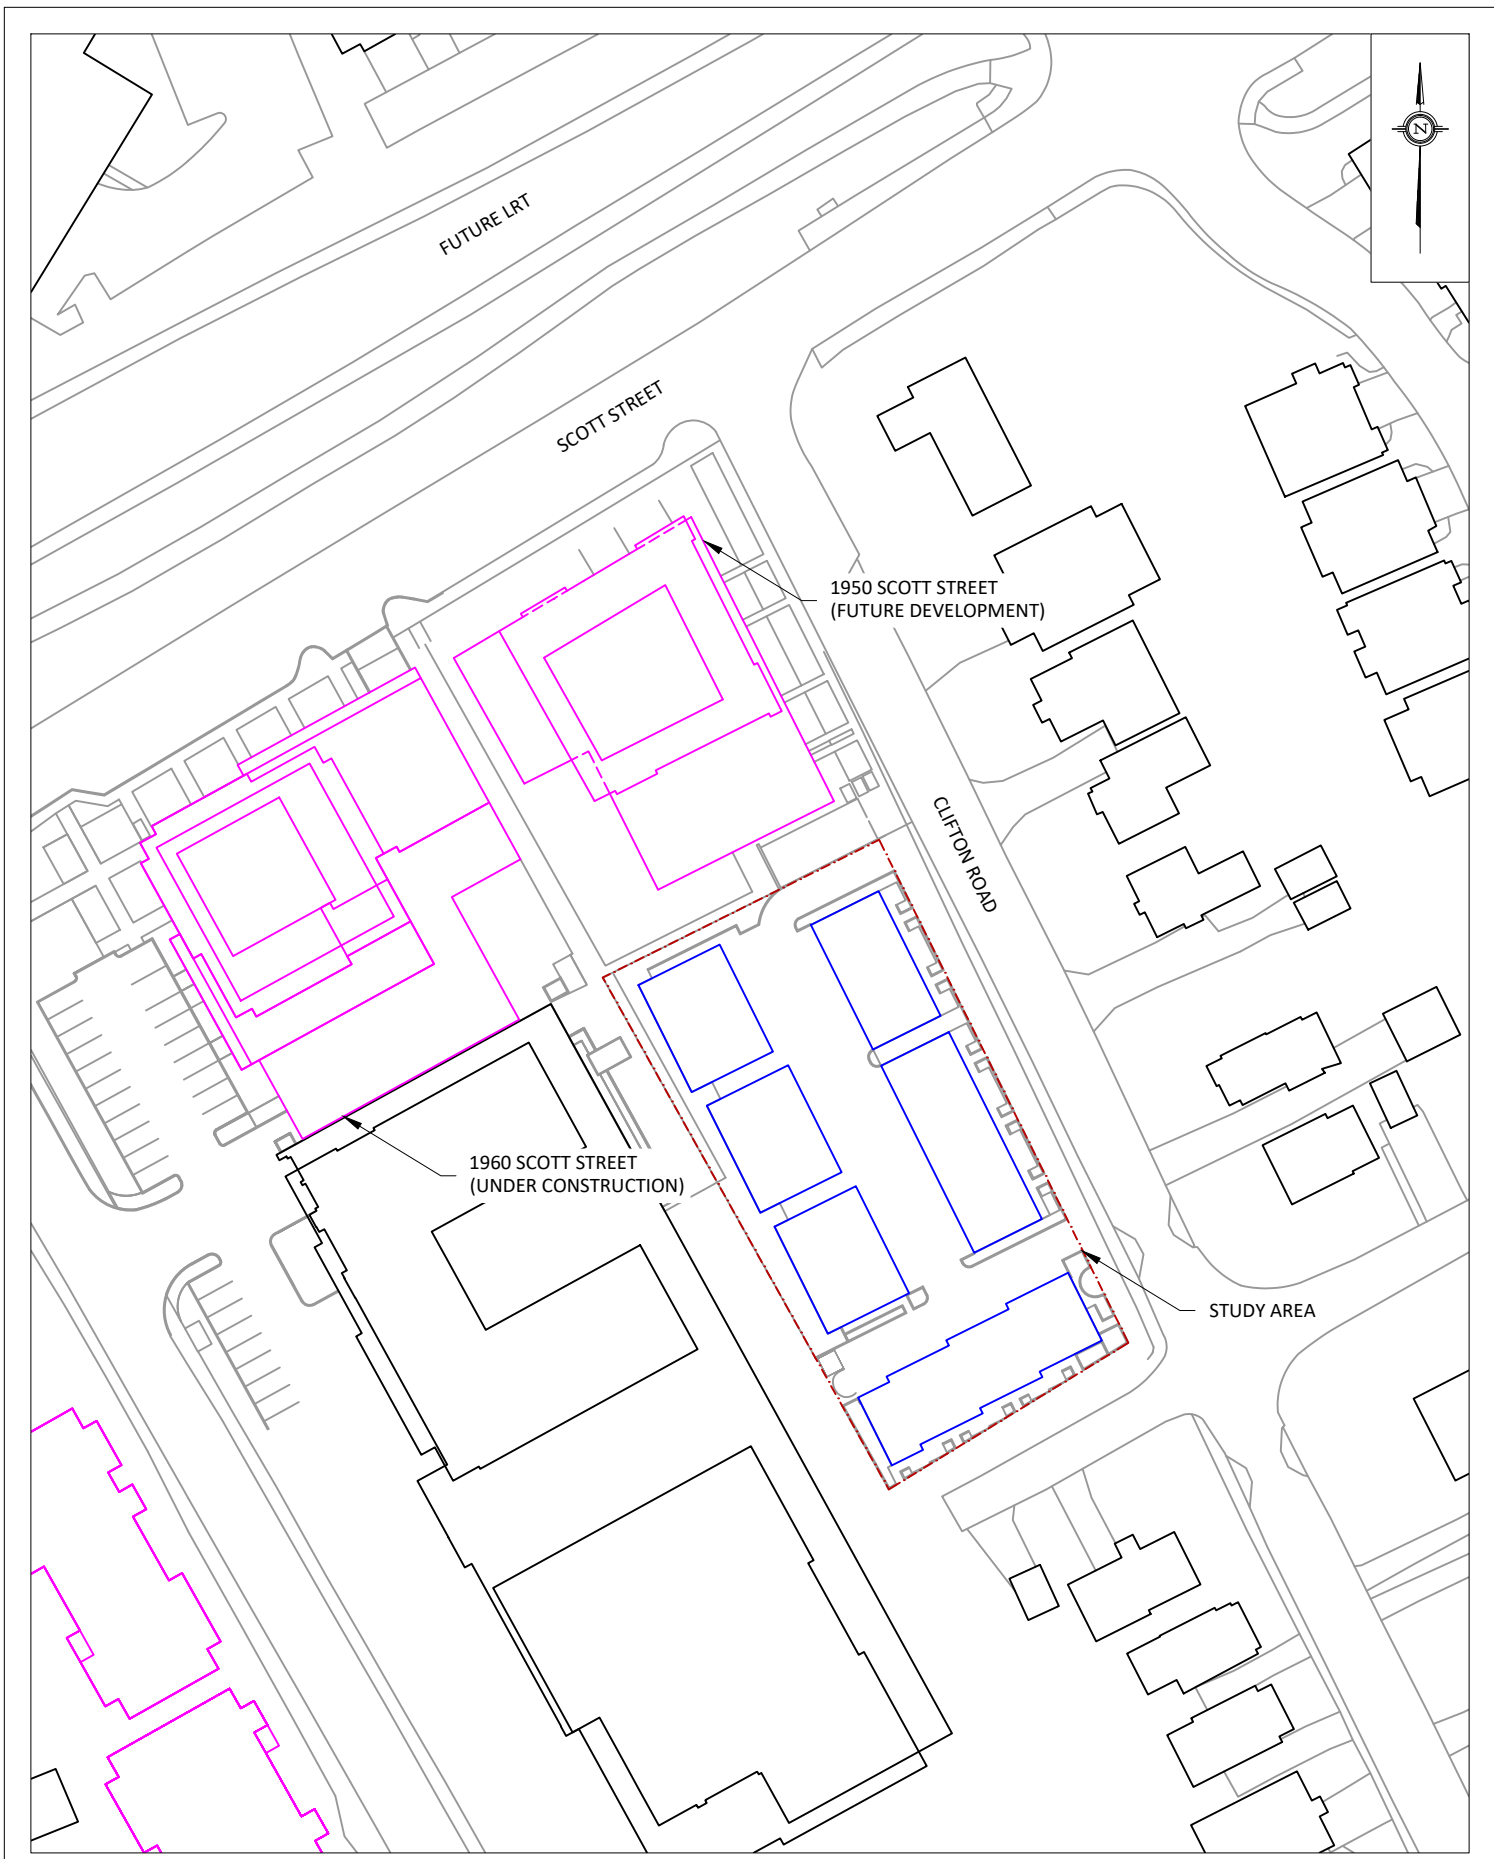 N
FUTURE LRT
SCOTT STREET
1950 SCOTT STREET
(FUTURE DEVELOPMENT)
CLIFTON ROAD
1960 SCOTT STREET
(UNDER CONSTRUCTION)
STUDY AREA